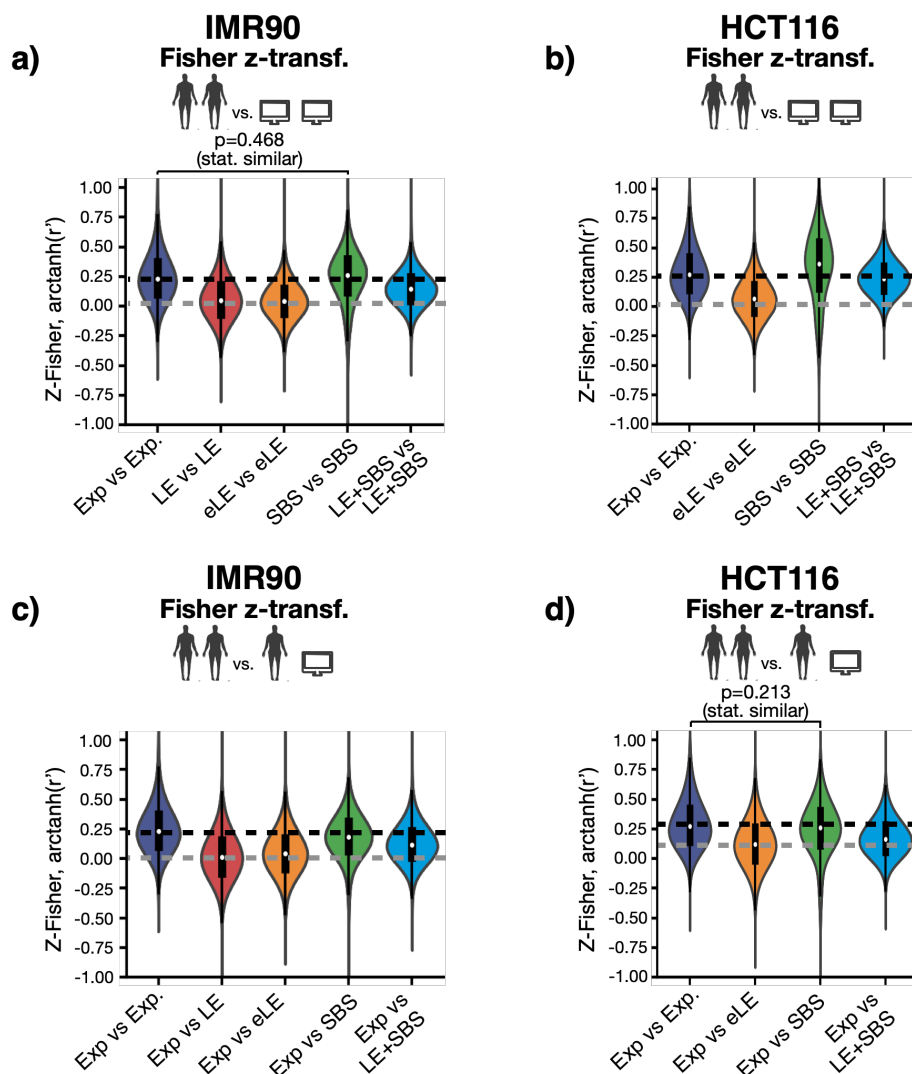 a)
IMR90
Fisher z-transf.
vs.
p=0.468
(stat. similar)
Z-Fisher, arctanh(r')
1.00
0.75
0.50
0.25
0.00
-0.25
-0.50
-0.75
-1.00
Exp vs Exp.
LE vs LE
eLE vs eLE
SBS vs SBS
LE+SBS vs
LE+SBS
b)
HCT116
Fisher z-transf.
vs.
Z-Fisher, arctanh(r')
1.00
0.75
0.50
0.25
0.00
-0.25
-0.50
-0.75
-1.00
Exp vs Exp.
eLE vs eLE
SBS vs SBS
LE+SBS vs
LE+SBS
c)
IMR90
Fisher z-transf.
vs.
Z-Fisher, arctanh(r')
1.00
0.75
0.50
0.25
0.00
-0.25
-0.50
-0.75
-1.00
Exp vs Exp.
Exp vs LE
Exp vs eLE
Exp vs SBS
Exp vs
LE+SBS
d)
HCT116
Fisher z-transf.
vs.
p=0.213
(stat. similar)
Z-Fisher, arctanh(r')
1.00
0.75
0.50
0.25
0.00
-0.25
-0.50
-0.75
-1.00
Exp vs Exp.
Exp vs eLE
Exp vs SBS
Exp vs
LE+SBS